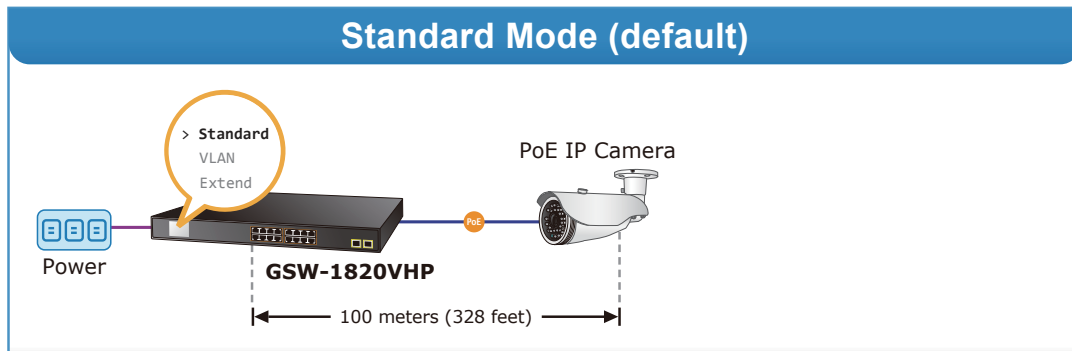 Standard Mode (default)
> Standard
VLAN
Extend
PoE IP Camera
PoE
Power
GSW-1820VHP
100 meters (328 feet)